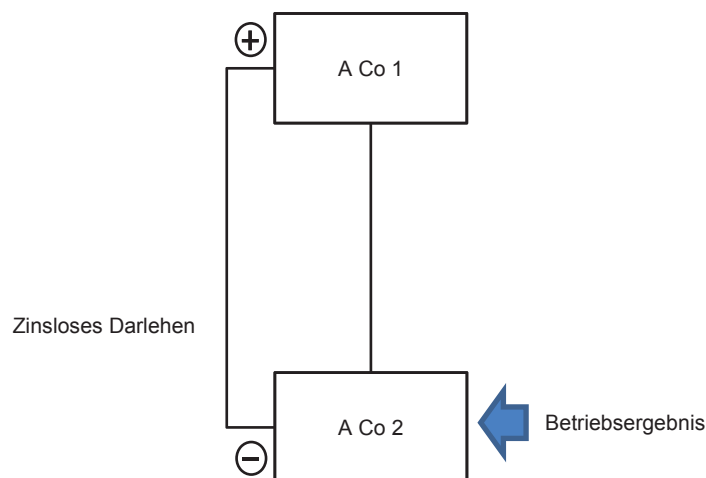 +
A Co 1
Zinsloses Darlehen
A Co 2
Betriebsergebnis
−